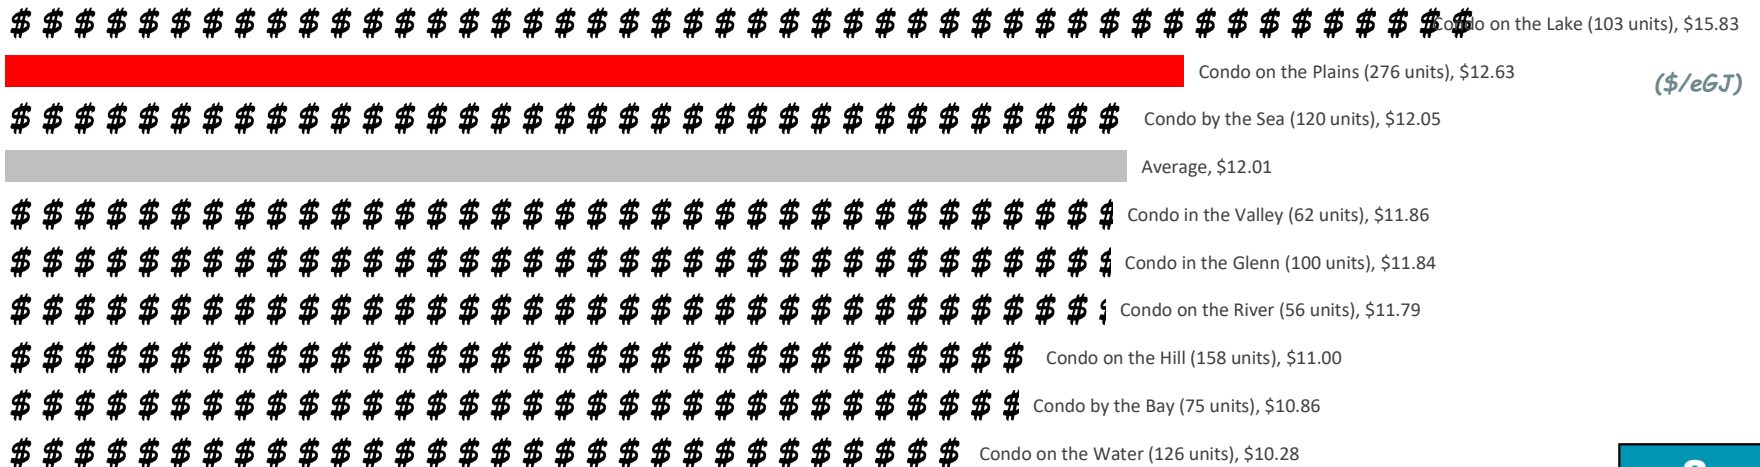 Condo on the Lake (103 units), $15.83
Condo on the Plains (276 units), $12.63
($/eGJ)
Condo by the Sea (120 units), $12.05
Average, $12.01
Condo in the Valley (62 units), $11.86
Condo in the Glenn (100 units), $11.84
Condo on the River (56 units), $11.79
Condo on the Hill (158 units), $11.00
Condo by the Bay (75 units), $10.86
Condo on the Water (126 units), $10.28